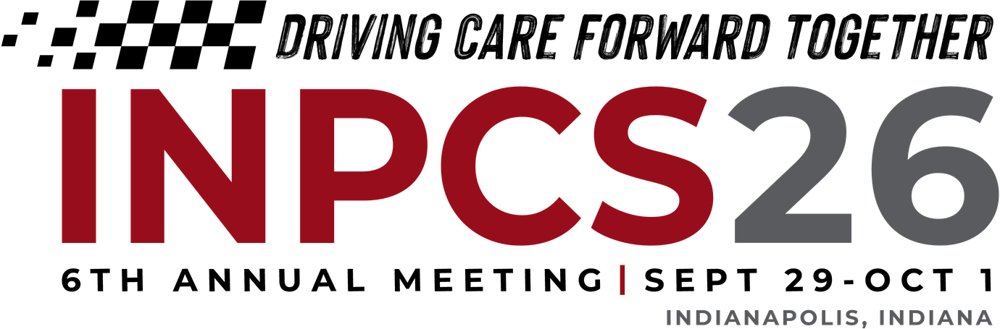 DRIVING CARE FORWARD TOGETHER
INPCS26
6TH ANNUAL MEETING | SEPT 29-OCT 1
INDIANAPOLIS, INDIANA